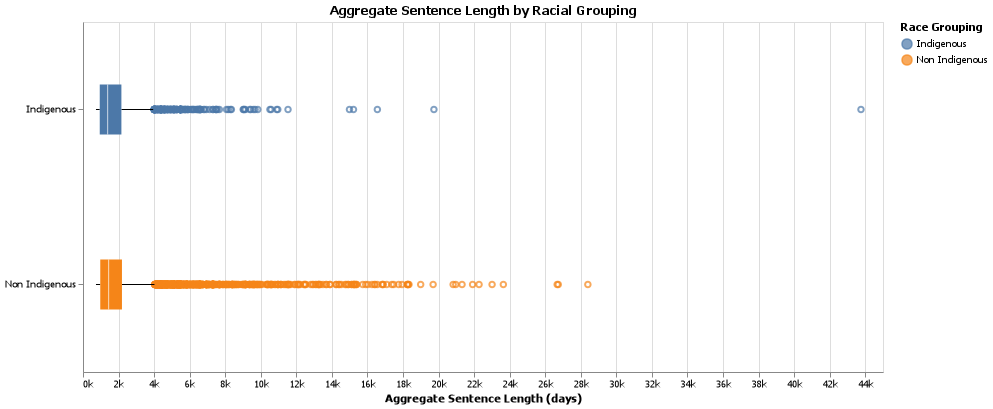 Aggregate Sentence Length by Racial Grouping
Race Grouping
Indigenous
Non Indigenous
Indigenous
Non Indigenous
0k 2k 4k 6k 8k 10k 12k 14k 16k 18k 20k 22k 24k 26k 28k 30k 32k 34k 36k 38k 40k 42k 44k
Aggregate Sentence Length (days)